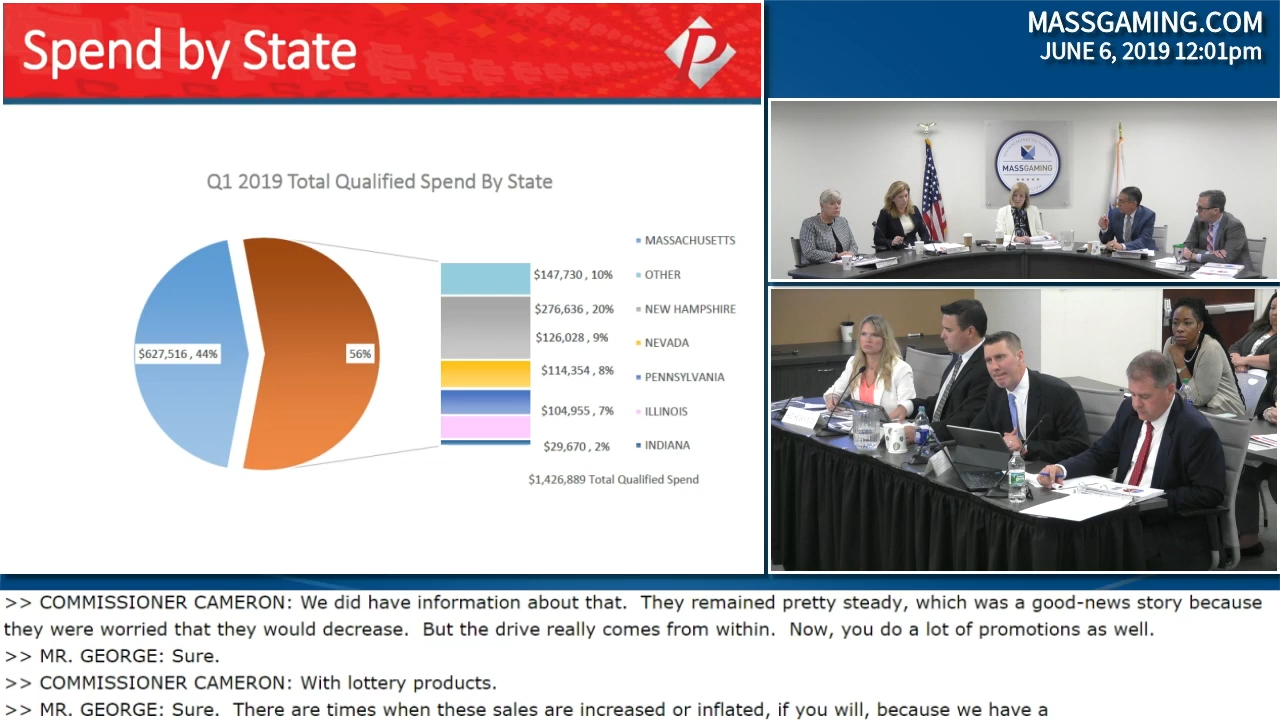 Spend by State
MASSGAMING.COM
JUNE 6, 2019 12:01pm
MASSGAMING
Q1 2019 Total Qualified Spend By State
$627,516 , 44%
56%
$147,730 , 10%
$276,636 , 20%
$126,028 , 9%
$114,354 , 8%
$104,955 , 7%
$29,670 , 2%
MASSACHUSETTS
OTHER
NEW HAMPSHIRE
NEVADA
PENNSYLVANIA
ILLINOIS
INDIANA
$1,426,889 Total Qualified Spend
>> COMMISSIONER CAMERON: We did have information about that.  They remained pretty steady, which was a good-news story because
they were worried that they would decrease.  But the drive really comes from within.  Now, you do a lot of promotions as well.
>> MR. GEORGE: Sure.
>> COMMISSIONER CAMERON: With lottery products.
>> MR. GEORGE: Sure.  There are times when these sales are increased or inflated, if you will, because we have a